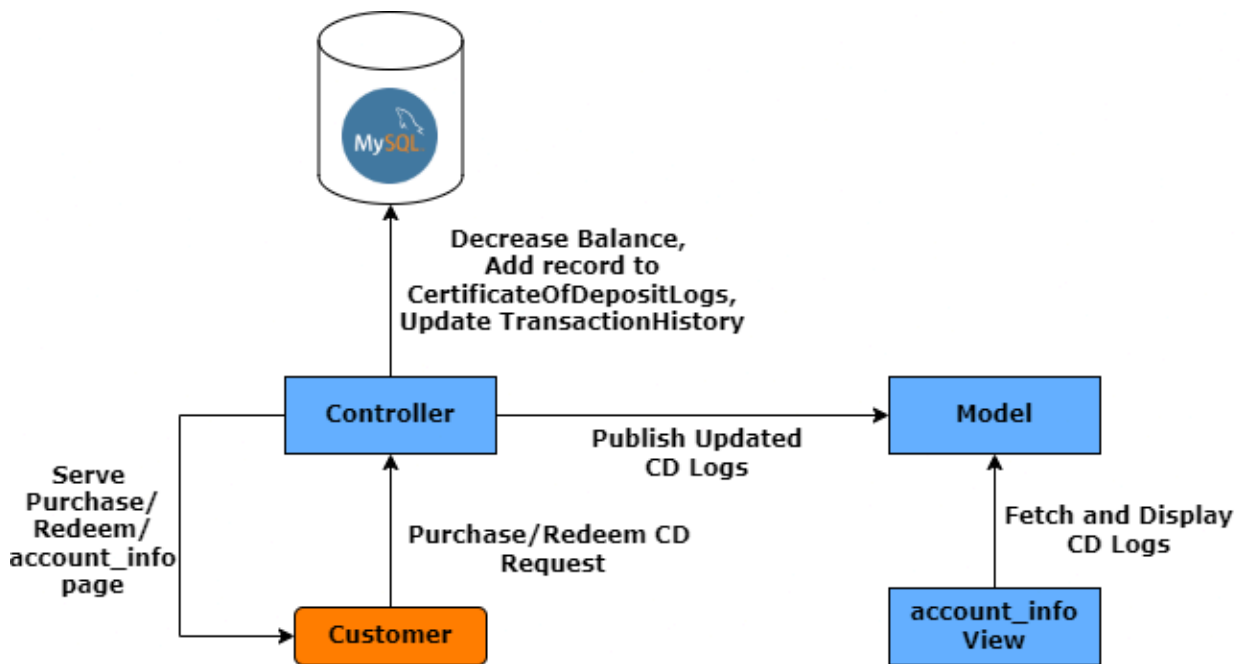 MySQL
Decrease Balance,
Add record to
CertificateOfDepositLogs,
Update TransactionHistory
Controller
Model
Publish Updated
CD Logs
Serve
Purchase/
Redeem/
account_info
page
Purchase/Redeem CD
Request
Fetch and Display
CD Logs
Customer
account_info
View